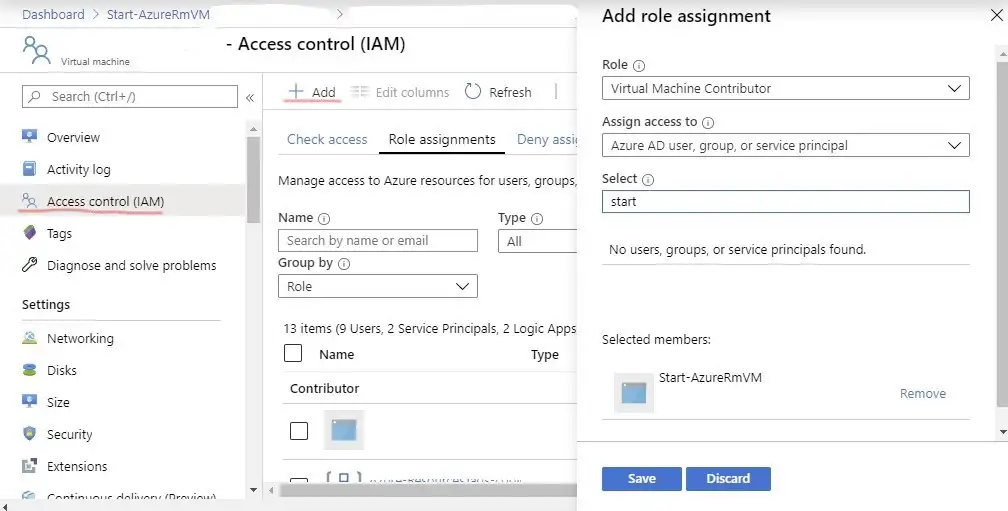 Dashboard > Start-AzureRmVM >
- Access control (IAM)
Virtual machine
Search (Ctrl+/)
«
Overview
Activity log
Access control (IAM)
Tags
Diagnose and solve problems
Settings
Networking
Disks
Size
Security
Extensions
Continuous delivery (Preview)
+ Add Edit columns Refresh
Check access Role assignments Deny assig
Manage access to Azure resources for users, groups,
Name Type
Search by name or email All
Group by
Role
13 items (9 Users, 2 Service Principals, 2 Logic Apps
Name Type
Contributor
Add role assignment
Role
Virtual Machine Contributor
Assign access to
Azure AD user, group, or service principal
Select
start
No users, groups, or service principals found.
Selected members:
Start-AzureRmVM
Remove
Save Discard